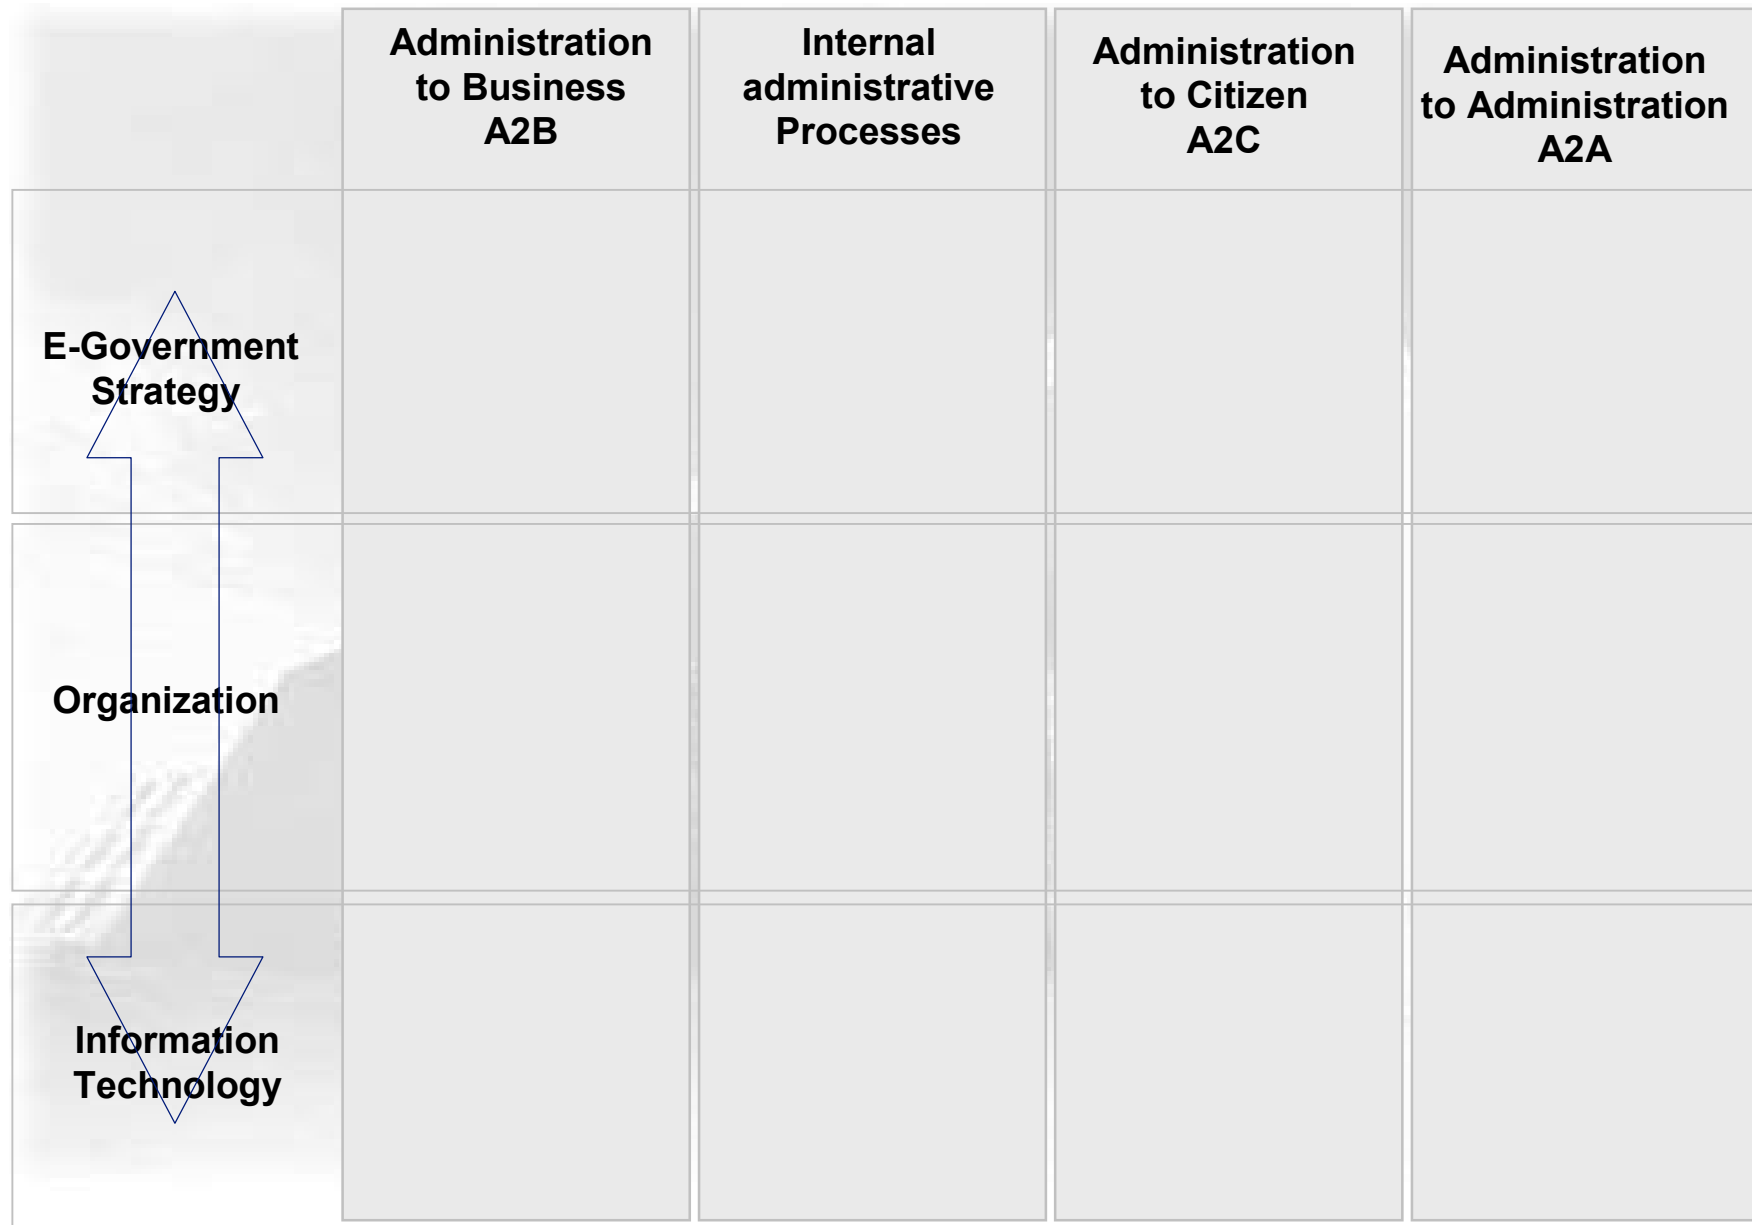 Administration
to Business
A2B
Internal
administrative
Processes
Administration
to Citizen
A2C
Administration
to Administration
A2A
E-Government
Strategy
Organization
Information
Technology